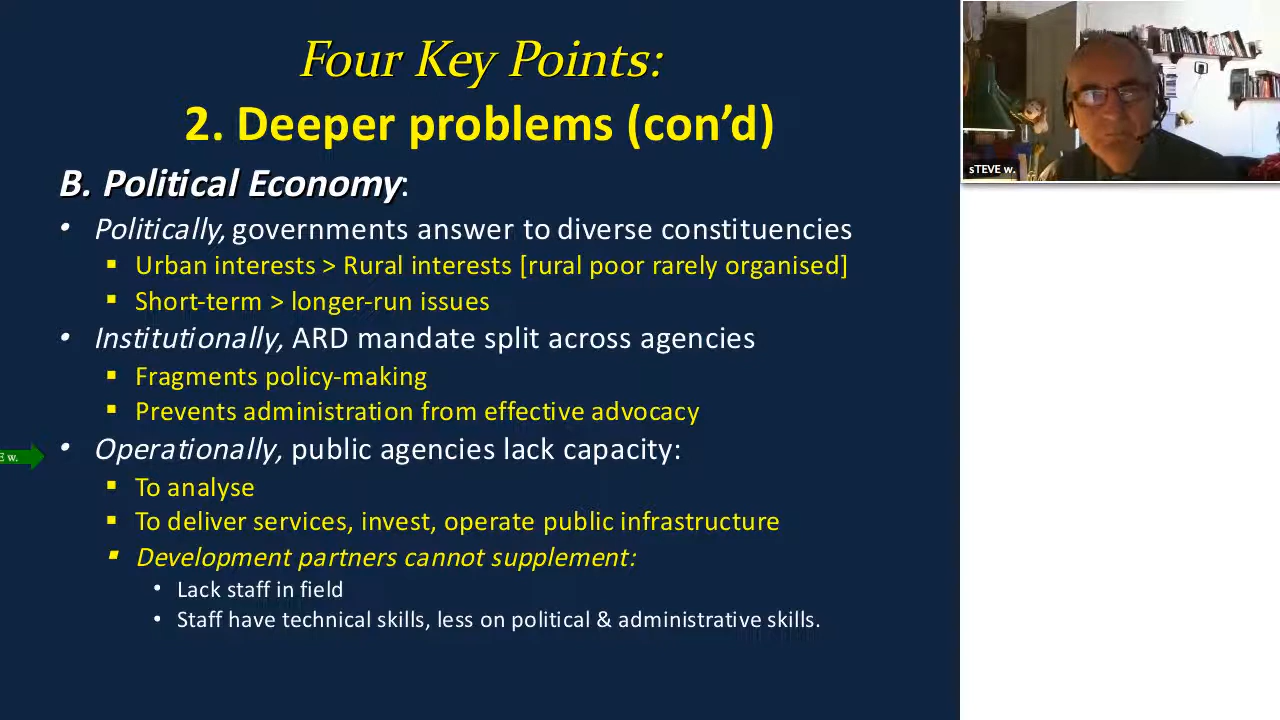 Four Key Points:
2. Deeper problems (con’d)
B. Political Economy:
• Politically, governments answer to diverse constituencies
▪ Urban interests > Rural interests [rural poor rarely organised]
▪ Short-term > longer-run issues
• Institutionally, ARD mandate split across agencies
▪ Fragments policy-making
▪ Prevents administration from effective advocacy
• Operationally, public agencies lack capacity:
▪ To analyse
▪ To deliver services, invest, operate public infrastructure
▪ Development partners cannot supplement:
• Lack staff in field
• Staff have technical skills, less on political & administrative skills.
E w.
sTEVE w.